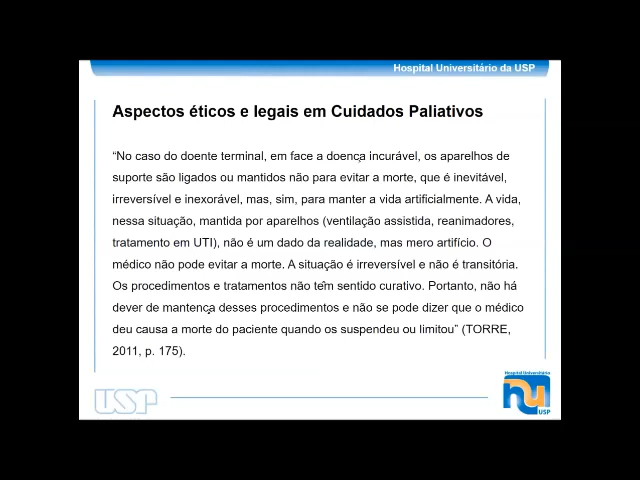 Hospital Universitário da USP
Aspectos éticos e legais em Cuidados Paliativos
“No caso do doente terminal, em face a doença incurável, os aparelhos de
suporte são ligados ou mantidos não para evitar a morte, que é inevitável,
irreversível e inexorável, mas, sim, para manter a vida artificialmente. A vida,
nessa situação, mantida por aparelhos (ventilação assistida, reanimadores,
tratamento em UTI), não é um dado da realidade, mas mero artifício. O
médico não pode evitar a morte. A situação é irreversível e não é transitória.
Os procedimentos e tratamentos não têm sentido curativo. Portanto, não há
dever de mantença desses procedimentos e não se pode dizer que o médico
deu causa a morte do paciente quando os suspendeu ou limitou” (TORRE,
2011, p. 175).
USP
Hospital Universitário
hu
USP